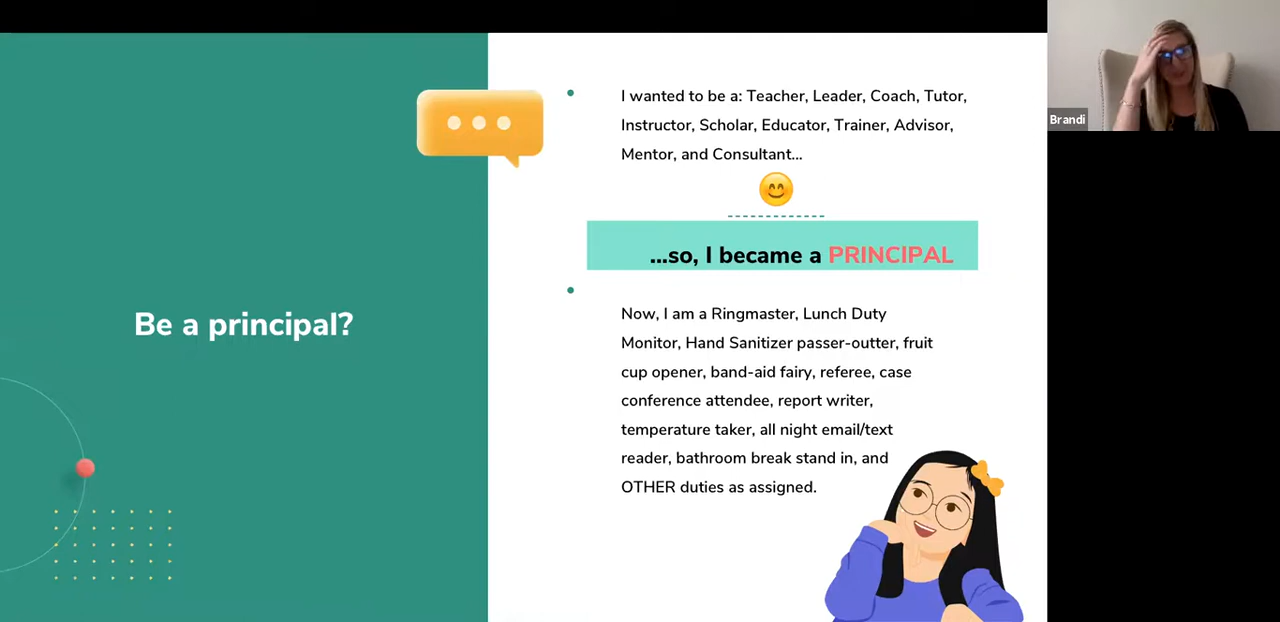 Be a principal?
I wanted to be a: Teacher, Leader, Coach, Tutor,
Instructor, Scholar, Educator, Trainer, Advisor,
Mentor, and Consultant...
...so, I became a PRINCIPAL
Now, I am a Ringmaster, Lunch Duty
Monitor, Hand Sanitizer passer-outter, fruit
cup opener, band-aid fairy, referee, case
conference attendee, report writer,
temperature taker, all night email/text
reader, bathroom break stand in, and
OTHER duties as assigned.
Brandi